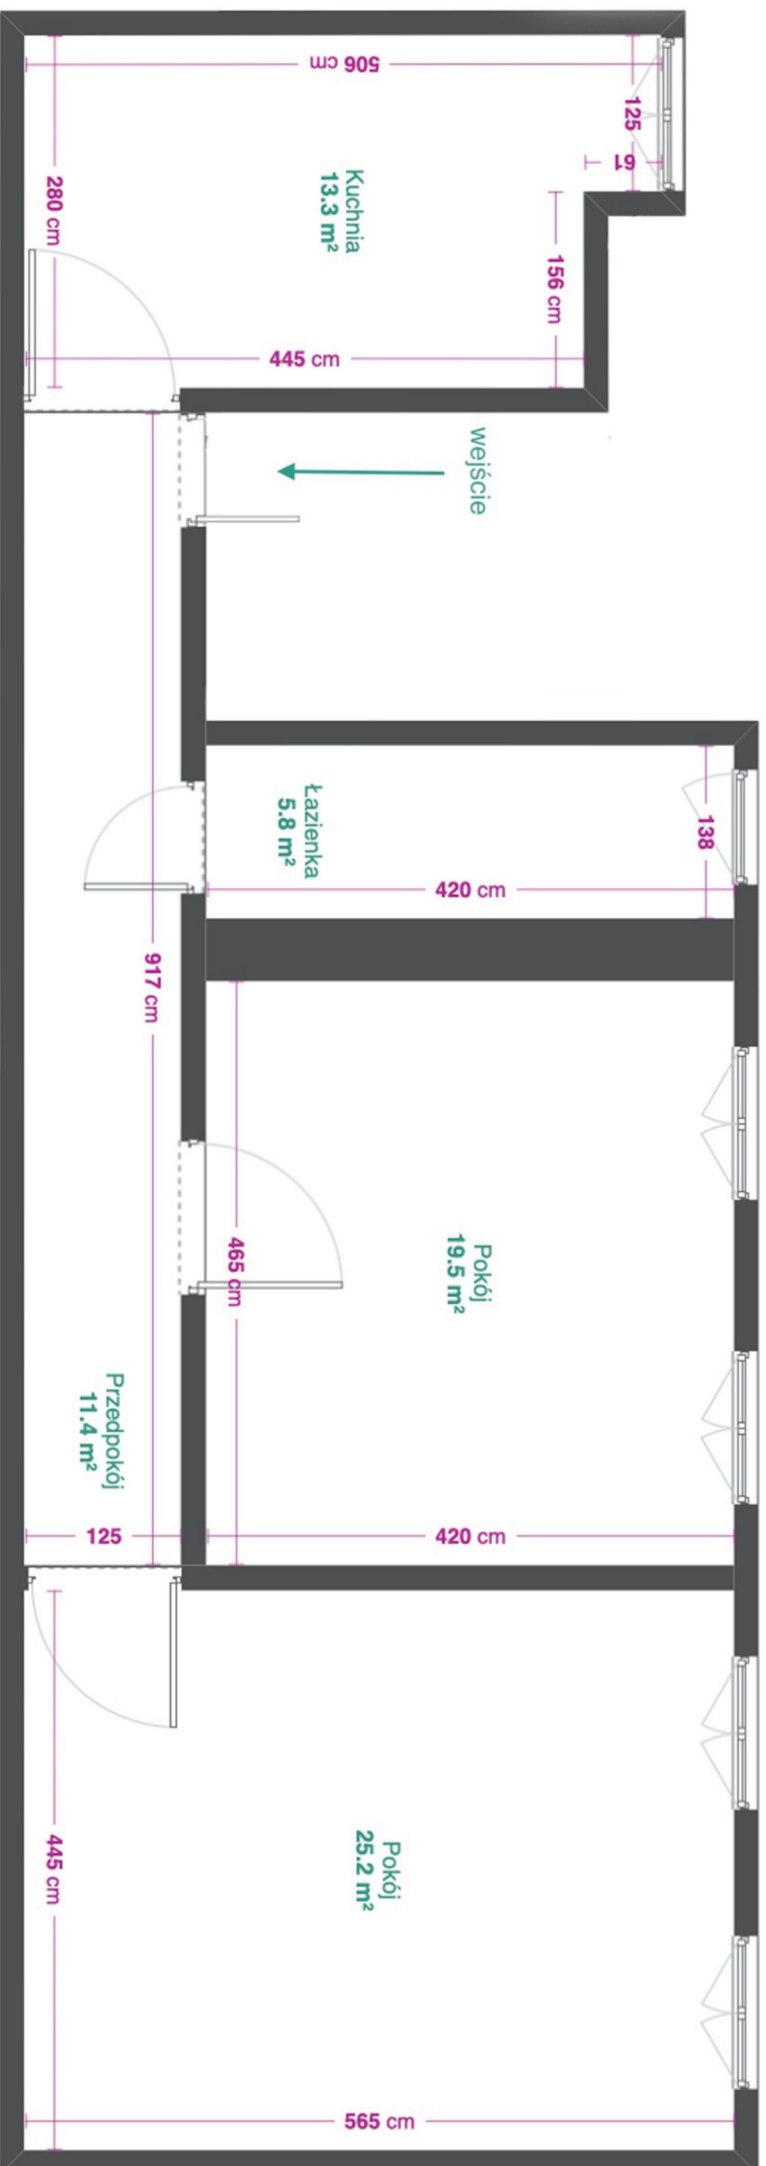 506 cm
125
61
Kuchnia
13.3 m²
280 cm
156 cm
445 cm
wejście
Łazienka
5.8 m²
138
420 cm
917 cm
465 cm
Pokój
19.5 m²
Przedpokój
11.4 m²
125
420 cm
Pokój
25.2 m²
445 cm
565 cm